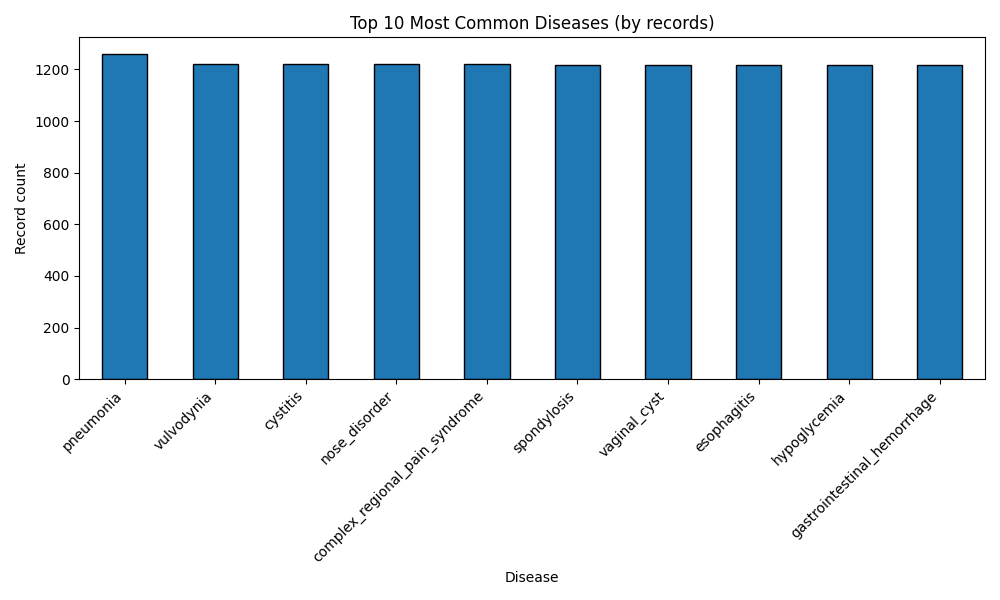 Top 10 Most Common Diseases (by records)
Record count
1200
1000
800
600
400
200
0
pneumonia
vulvodynia
cystitis
nose_disorder
complex_regional_pain_syndrome
spondylosis
vaginal_cyst
esophagitis
hypoglycemia
gastrointestinal_hemorrhage
Disease